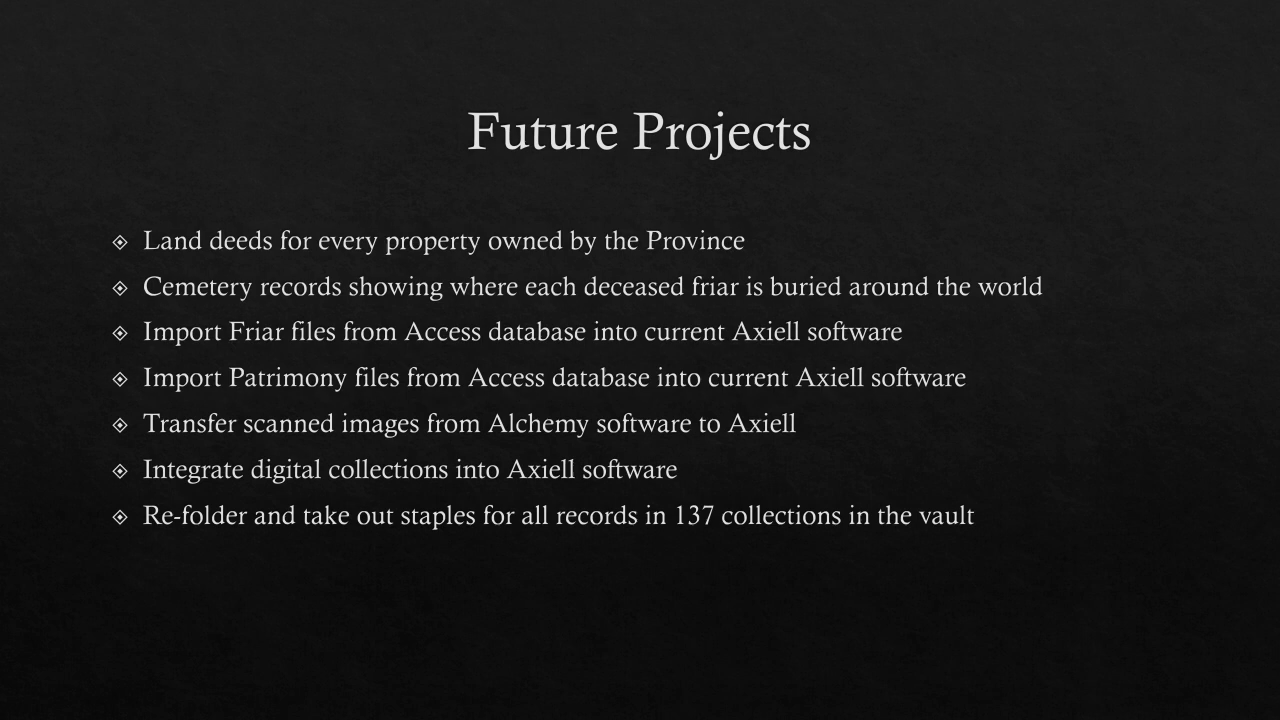 Future Projects
Land deeds for every property owned by the Province
Cemetery records showing where each deceased friar is buried around the world
Import Friar files from Access database into current Axiell software
Import Patrimony files from Access database into current Axiell software
Transfer scanned images from Alchemy software to Axiell
Integrate digital collections into Axiell software
Re-folder and take out staples for all records in 137 collections in the vault